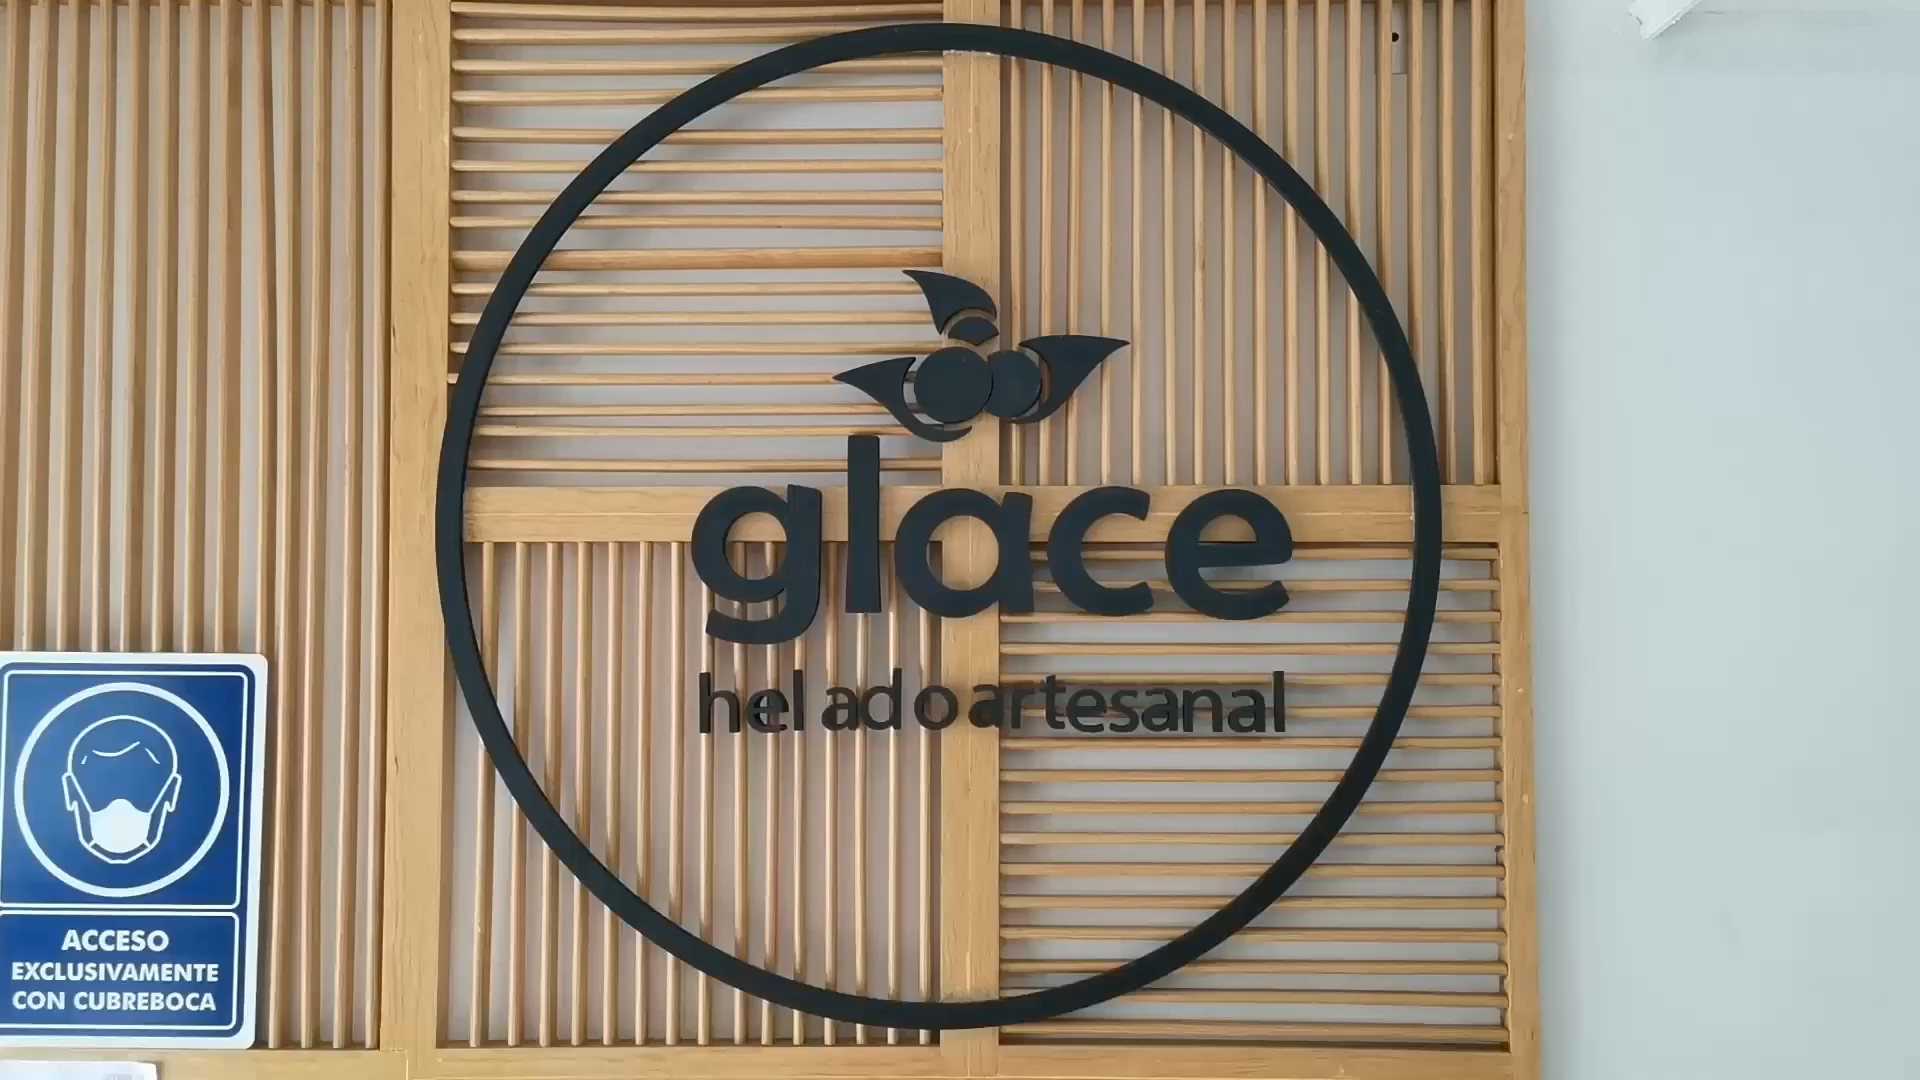 glace
helado artesanal
ACCESO
EXCLUSIVAMENTE
CON CUBREBOCA